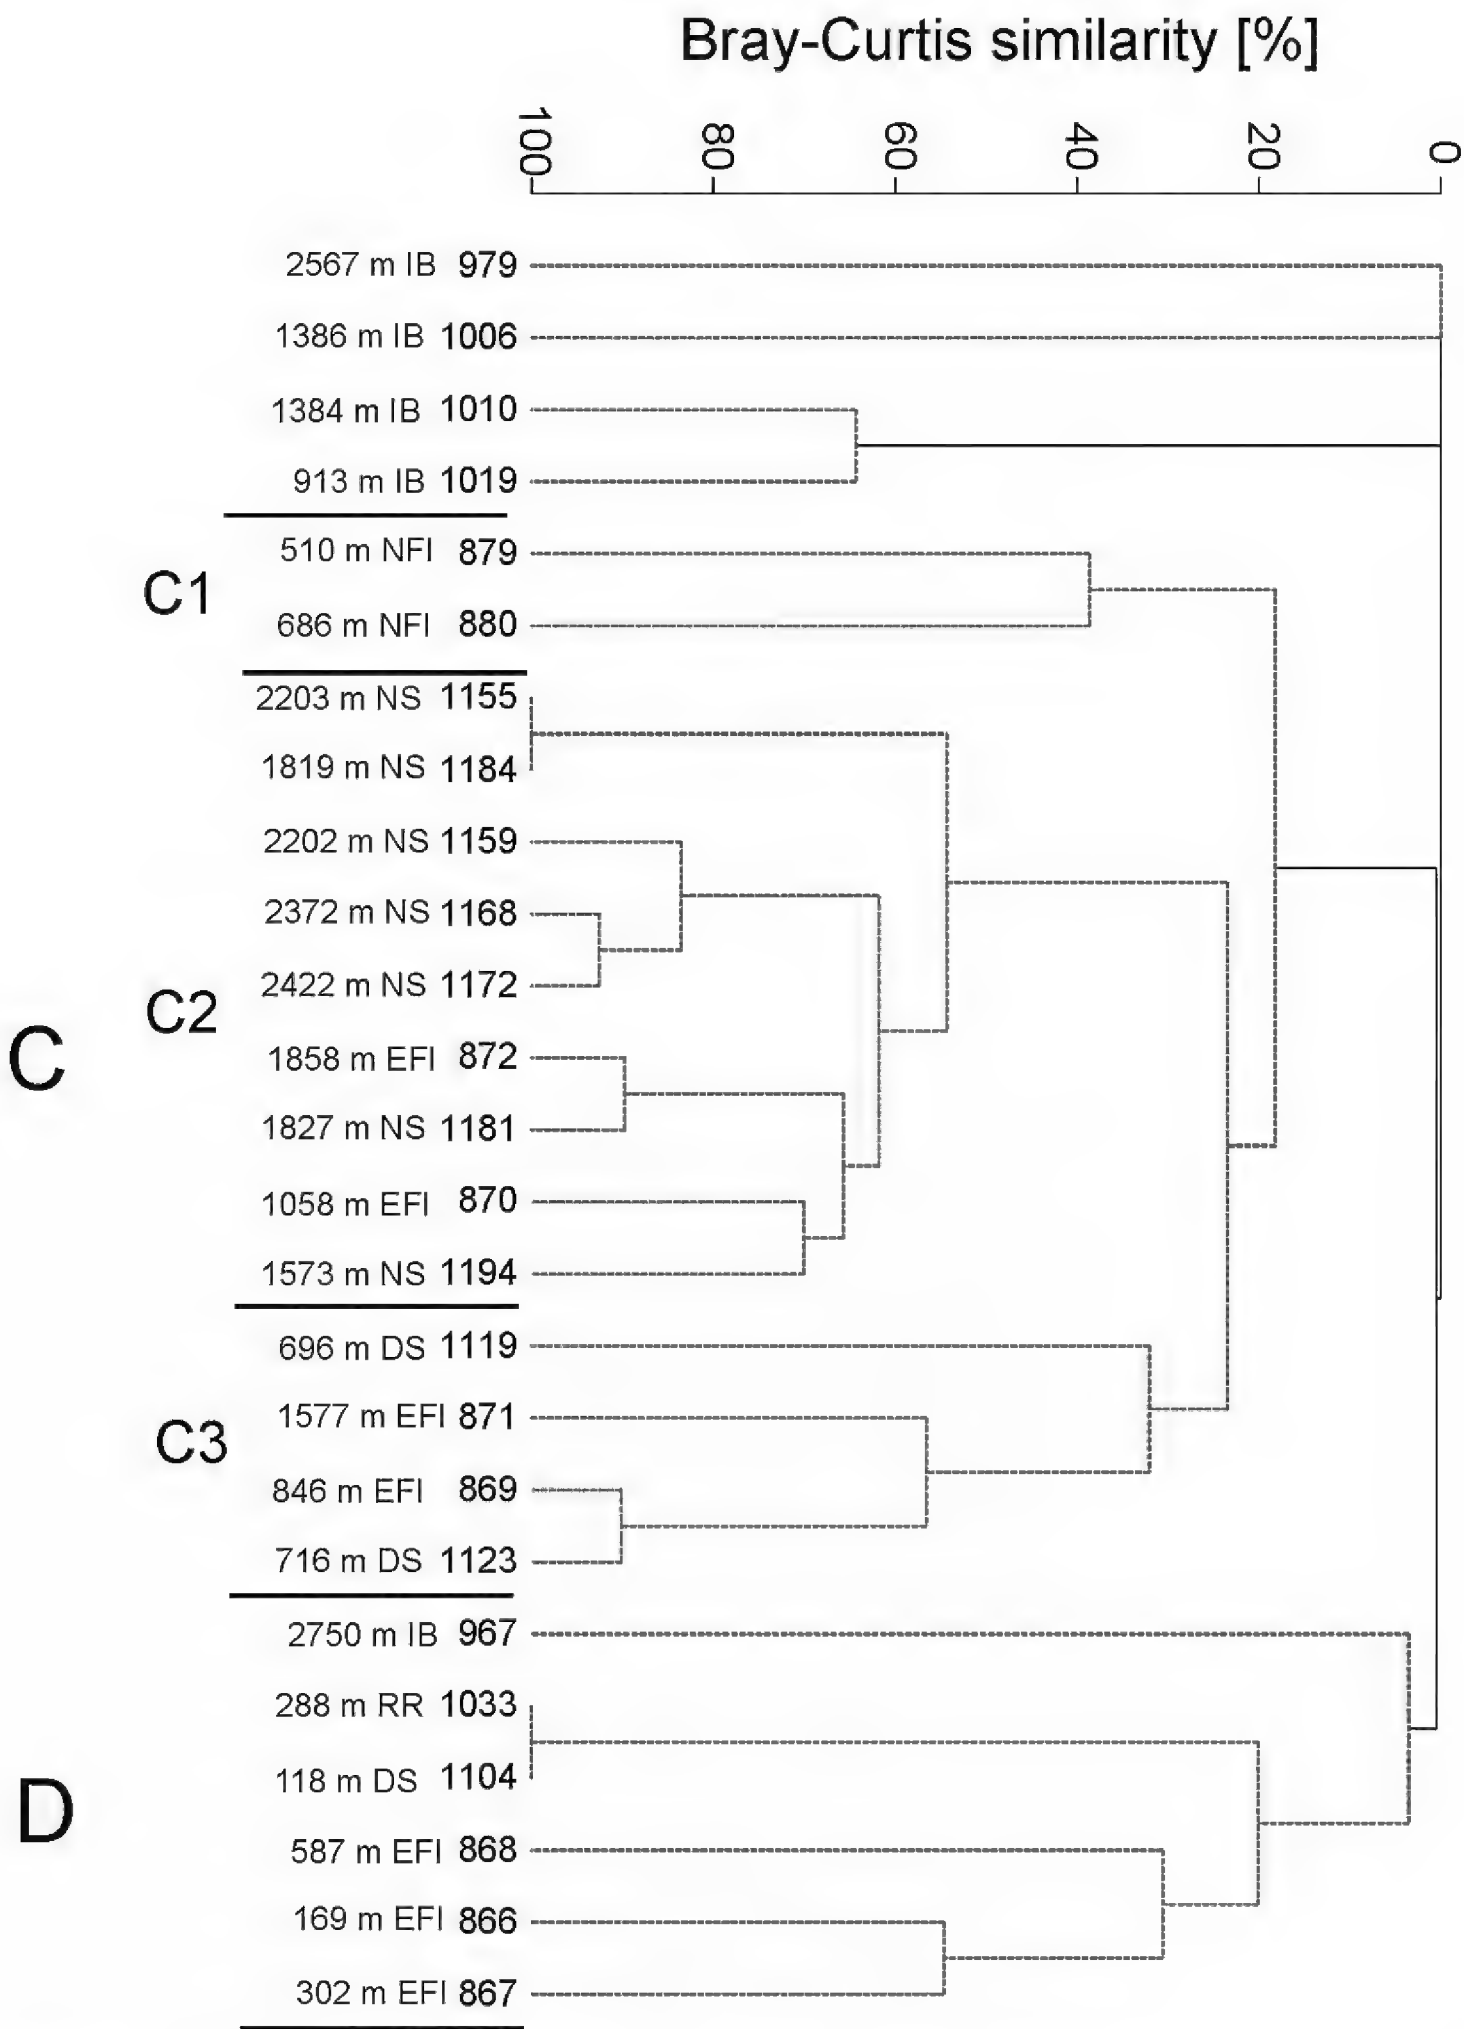 Bray-Curtis similarity [%]
100 80 60 40 20 0
2567 m IB 979
1386 m IB 1006
1384 m IB 1010
913 m IB 1019
510 m NFI 879
C1
686 m NFI 880
2203 m NS 1155
1819 m NS 1184
2202 m NS 1159
2372 m NS 1168
2422 m NS 1172
C2
C
1858 m EFI 872
1827 m NS 1181
1058 m EFI 870
1573 m NS 1194
696 m DS 1119
1577 m EFI 871
C3
846 m EFI 869
716 m DS 1123
2750 m IB 967
288 m RR 1033
118 m DS 1104
D
587 m EFI 868
169 m EFI 866
302 m EFI 867